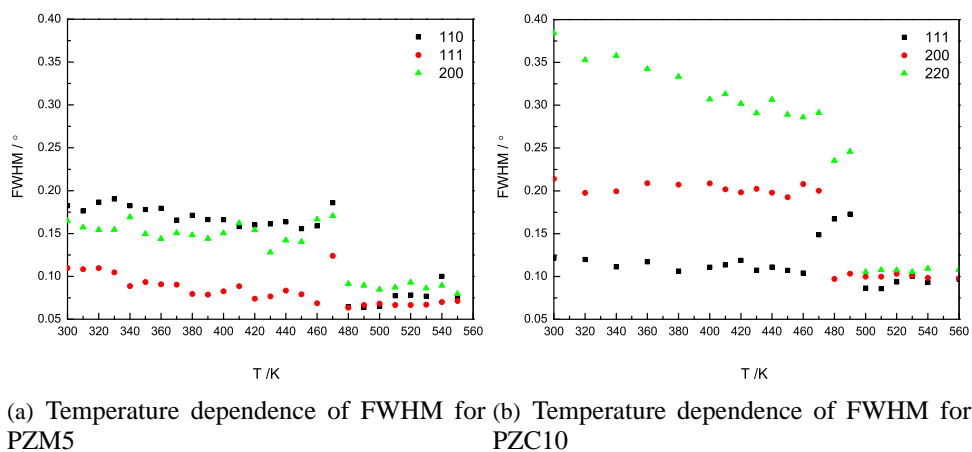 0.40
0.35
0.30
0.25
0.20
0.15
0.10
0.05
FWHM / °
110
111
200
300 320 340 360 380 400 420 440 460 480 500 520 540 560
T /K
0.40
0.35
0.30
0.25
0.20
0.15
0.10
0.05
FWHM / °
111
200
220
300 320 340 360 380 400 420 440 460 480 500 520 540 560
T /K
(a) Temperature dependence of FWHM for
PZM5
(b) Temperature dependence of FWHM for
PZC10